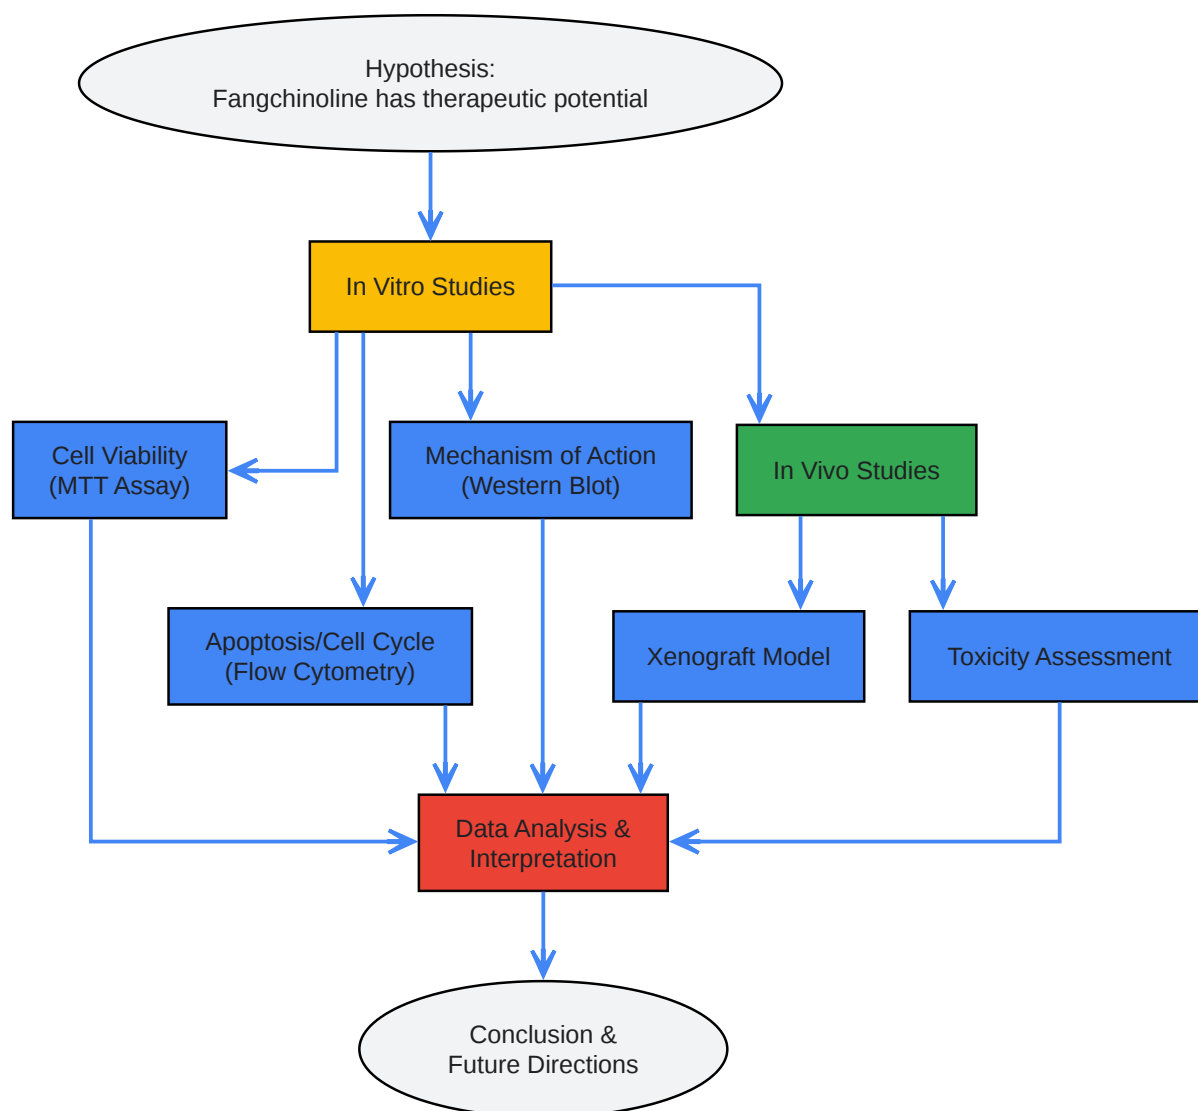 Hypothesis:
Fangchinoline has therapeutic potential
In Vitro Studies
Cell Viability
(MTT Assay)
Mechanism of Action
(Western Blot)
In Vivo Studies
Apoptosis/Cell Cycle
(Flow Cytometry)
Xenograft Model
Toxicity Assessment
Data Analysis &
Interpretation
Conclusion &
Future Directions